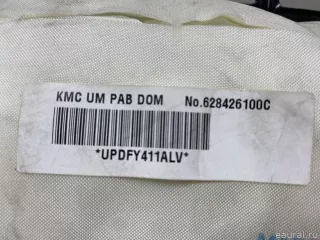 KMC UM PAB DOM No.628426100C
*UPDFY411ALV*
eaural.ru